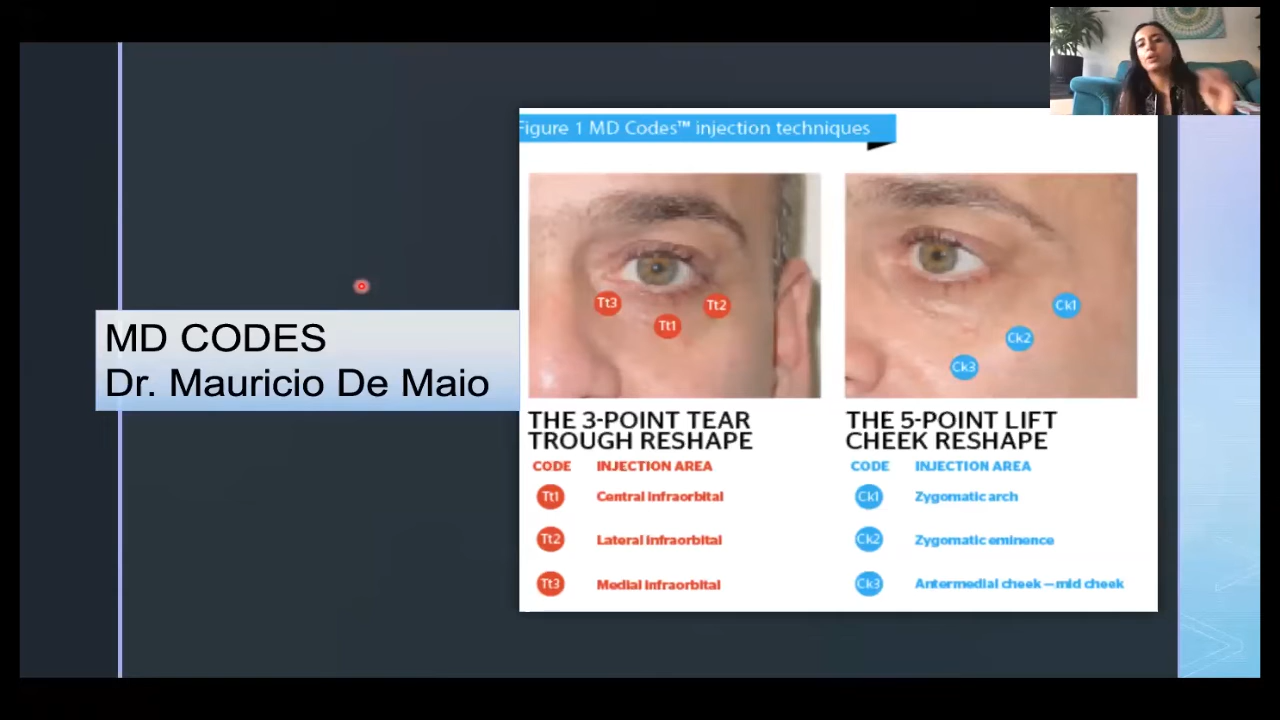 MD CODES
Dr. Mauricio De Maio
Figure 1 MD Codes™ injection techniques
Tt3
Tt2
Tt1
Ck1
Ck2
Ck3
THE 3-POINT TEAR
TROUGH RESHAPE
CODE INJECTION AREA
Tt1 Central infraorbital
Tt2 Lateral infraorbital
Tt3 Medial infraorbital
THE 5-POINT LIFT
CHEEK RESHAPE
CODE INJECTION AREA
Ck1 Zygomatic arch
Ck2 Zygomatic eminence
Ck3 Antermedial cheek – mid cheek